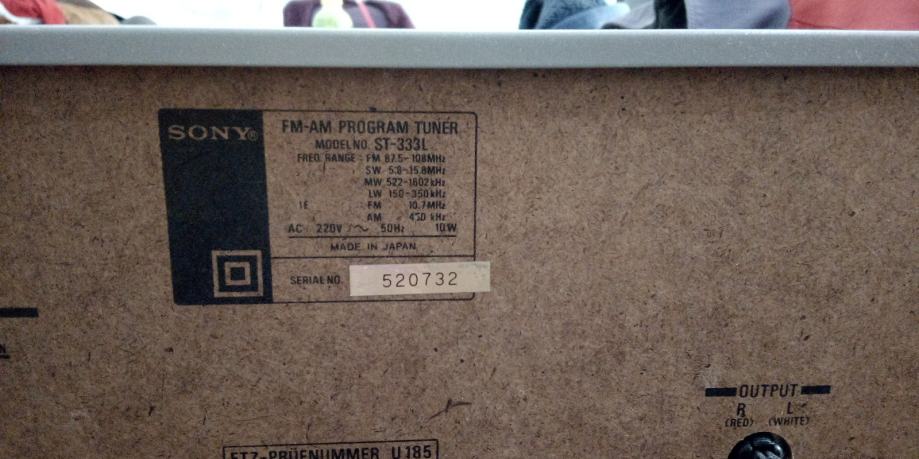 SONY®
FM-AM PROGRAM TUNER
MODEL NO. ST-333L
FREQ. RANGE : FM 87.5-108MHz
SW 5.8-15.8MHz
MW 522-1602kHz
LW 150-350kHz
FM 10.7MHz
AM 450 kHz
AC 220V 50Hz 10W
MADE IN JAPAN
SERIAL NO. 520732
OUTPUT
R L
(RED) (WHITE)
FTZ-PRÜFNUMMER U 185